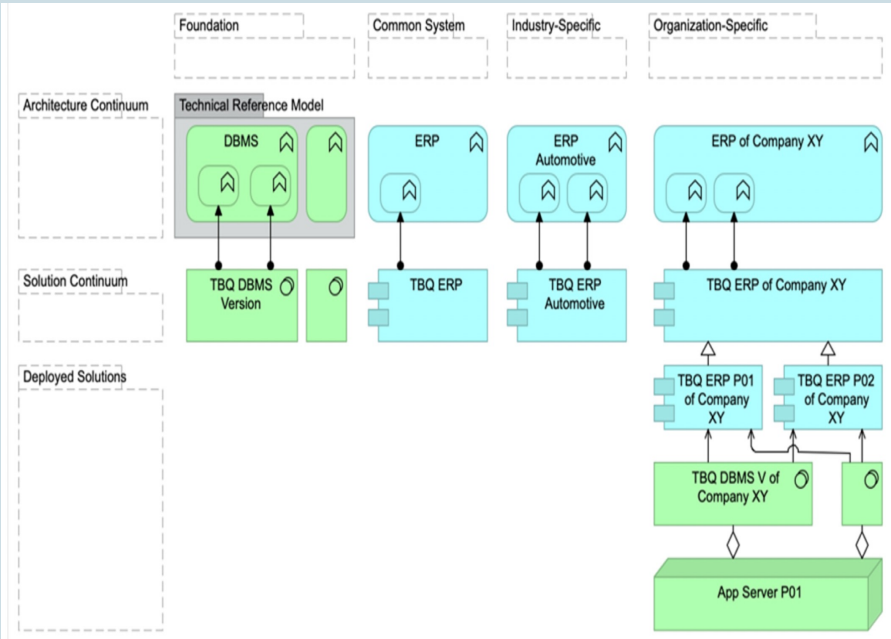 Foundation
Common System
Industry-Specific
Organization-Specific
Architecture Continuum
Technical Reference Model
DBMS
ERP
ERP
Automotive
ERP of Company XY
Solution Continuum
TBQ DBMS
Version
TBQ ERP
TBQ ERP
Automotive
TBQ ERP of Company XY
Deployed Solutions
TBQ ERP P01
of Company
XY
TBQ ERP P02
of Company
XY
TBQ DBMS V of
Company XY
App Server P01